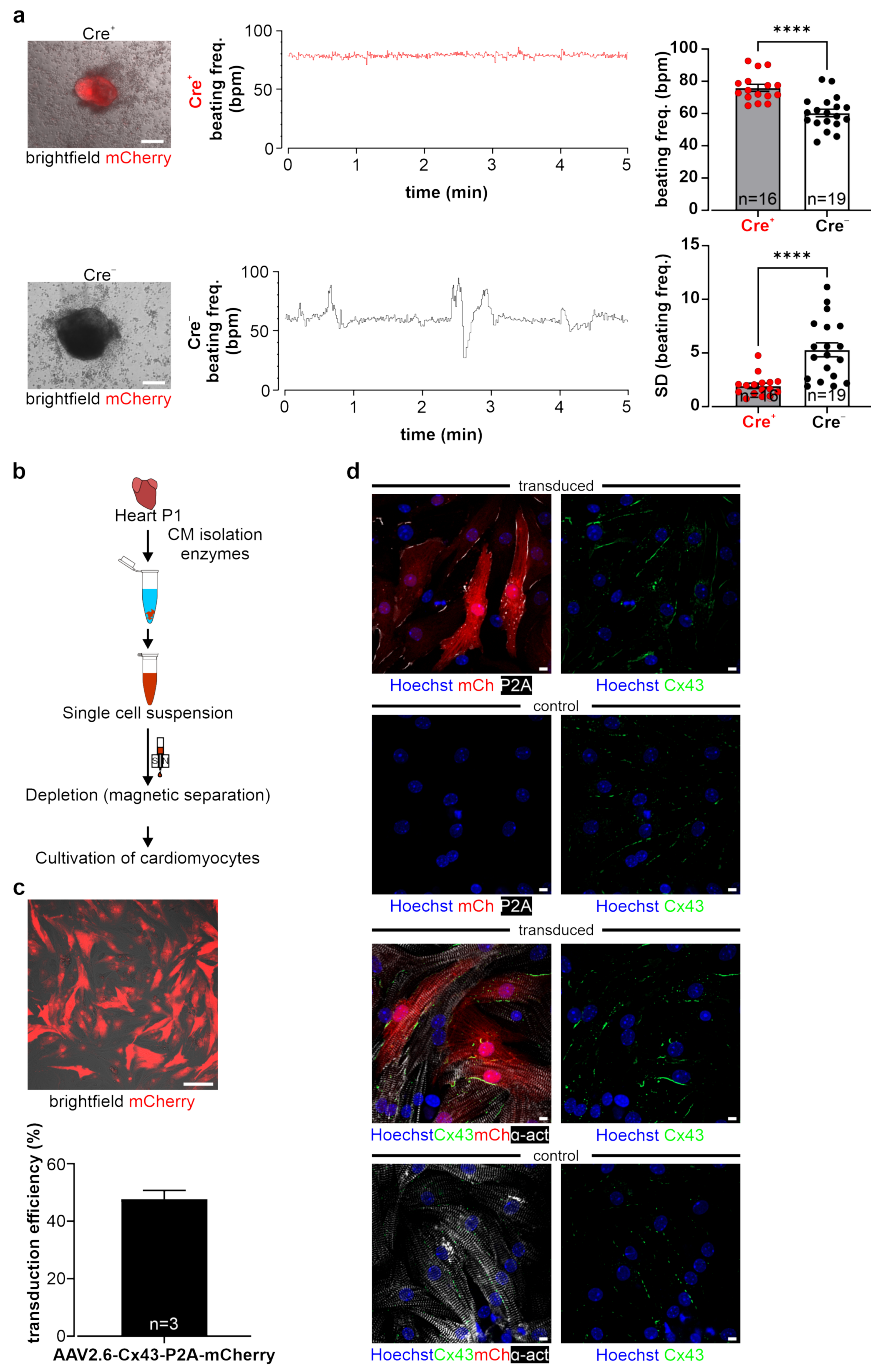 a
Cre⁺
brightfield mCherry
Cre⁺
beating freq.
(bpm)
100
50
0
0 1 2 3 4 5
time (min)
beating freq. (bpm)
100
80
60
40
20
0
****
n=16 n=19
Cre⁺ Cre⁻
Cre⁻
brightfield mCherry
Cre⁻
beating freq.
(bpm)
100
50
0
0 1 2 3 4 5
time (min)
SD (beating freq.)
15
10
5
0
****
n=19
Cre⁺ Cre⁻
b
Heart P1
CM isolation
enzymes
Single cell suspension
S N
Depletion (magnetic separation)
Cultivation of cardiomyocytes
c
brightfield mCherry
transduction efficiency (%)
60
40
20
0
n=3
AAV2.6-Cx43-P2A-mCherry
d
transduced
Hoechst mCh P2A Hoechst Cx43
control
Hoechst mCh P2A Hoechst Cx43
transduced
HoechstCx43mChα-act Hoechst Cx43
control
HoechstCx43mChα-act Hoechst Cx43